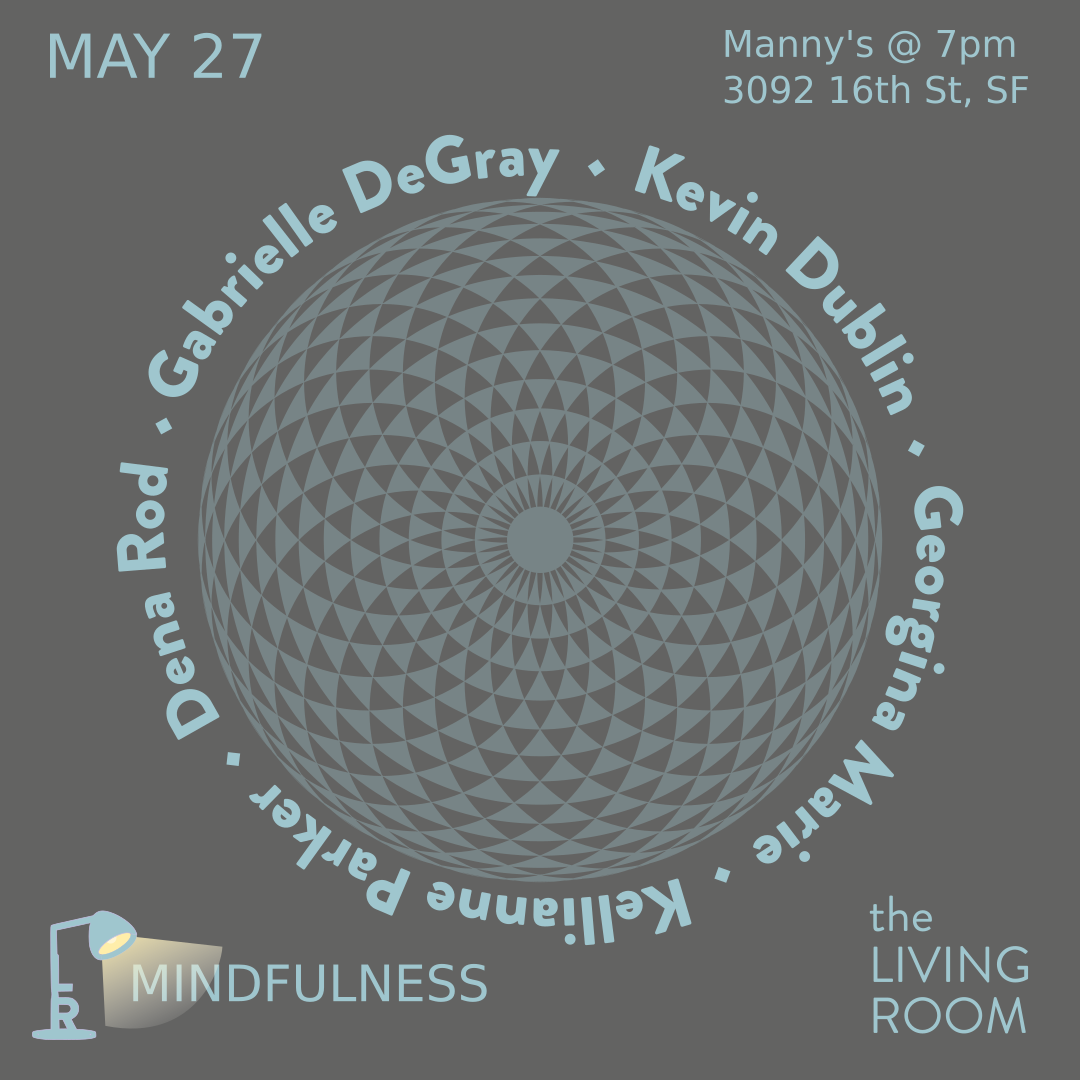 MAY 27
Manny's @ 7pm
3092 16th St, SF
Gabrielle DeGray · Kevin Dublin · Georgina Marie · Kellianne Parker · Dena Rod ·
LR
MINDFULNESS
the
LIVING
ROOM